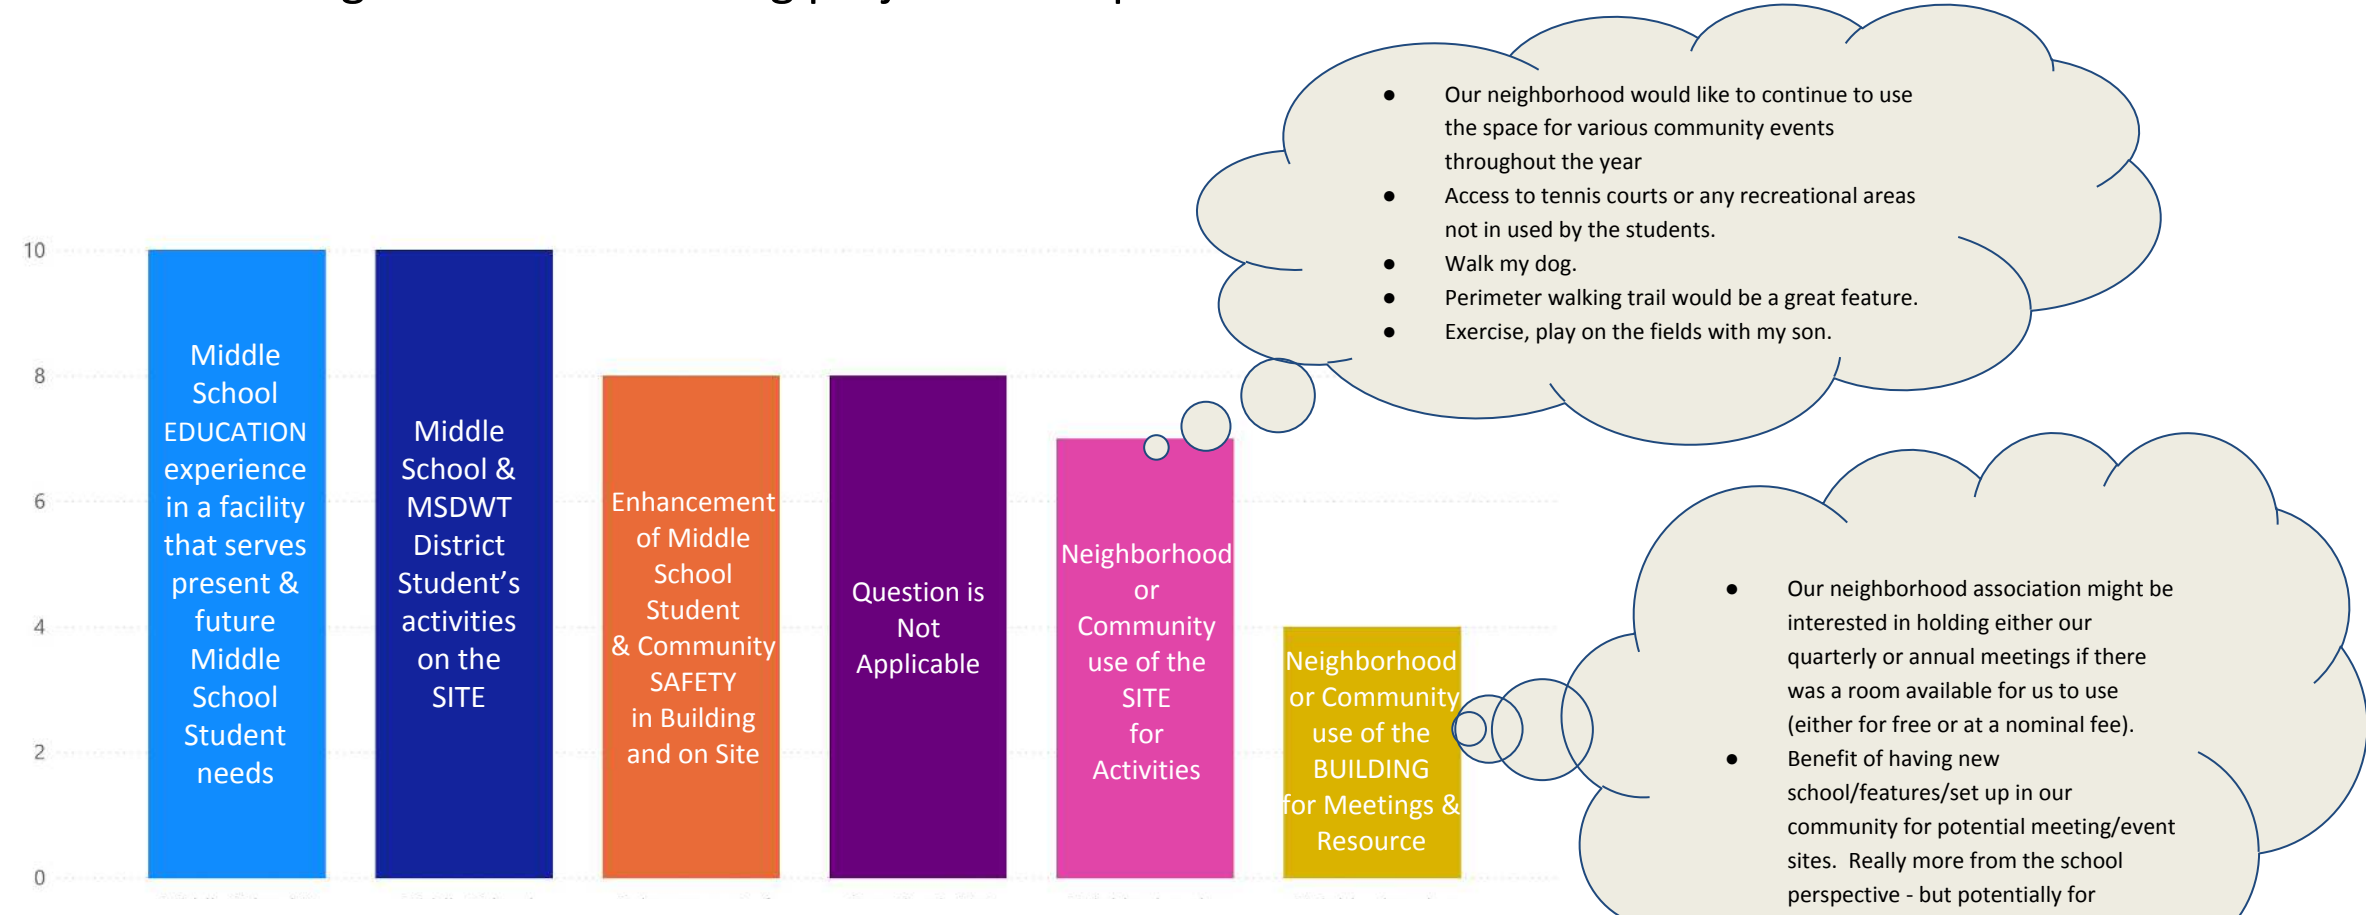 10
8
6
4
2
0
Middle
School
EDUCATION
experience
in a facility
that serves
present &
future
Middle
School
Student
needs
Middle
School &
MSDWT
District
Student’s
activities
on the
SITE
Enhancement
of Middle
School
Student
& Community
SAFETY
in Building
and on Site
Question is
Not
Applicable
Neighborhood
or
Community
use of the
SITE
for
Activities
Neighborhood
or Community
use of the
BUILDING
for Meetings &
Resource
● Our neighborhood would like to continue to use
the space for various community events
throughout the year
● Access to tennis courts or any recreational areas
not in used by the students.
● Walk my dog.
● Perimeter walking trail would be a great feature.
● Exercise, play on the fields with my son.
● Our neighborhood association might be
interested in holding either our
quarterly or annual meetings if there
was a room available for us to use
(either for free or at a nominal fee).
● Benefit of having new
school/features/set up in our
community for potential meeting/event
sites.  Really more from the school
perspective - but potentially for